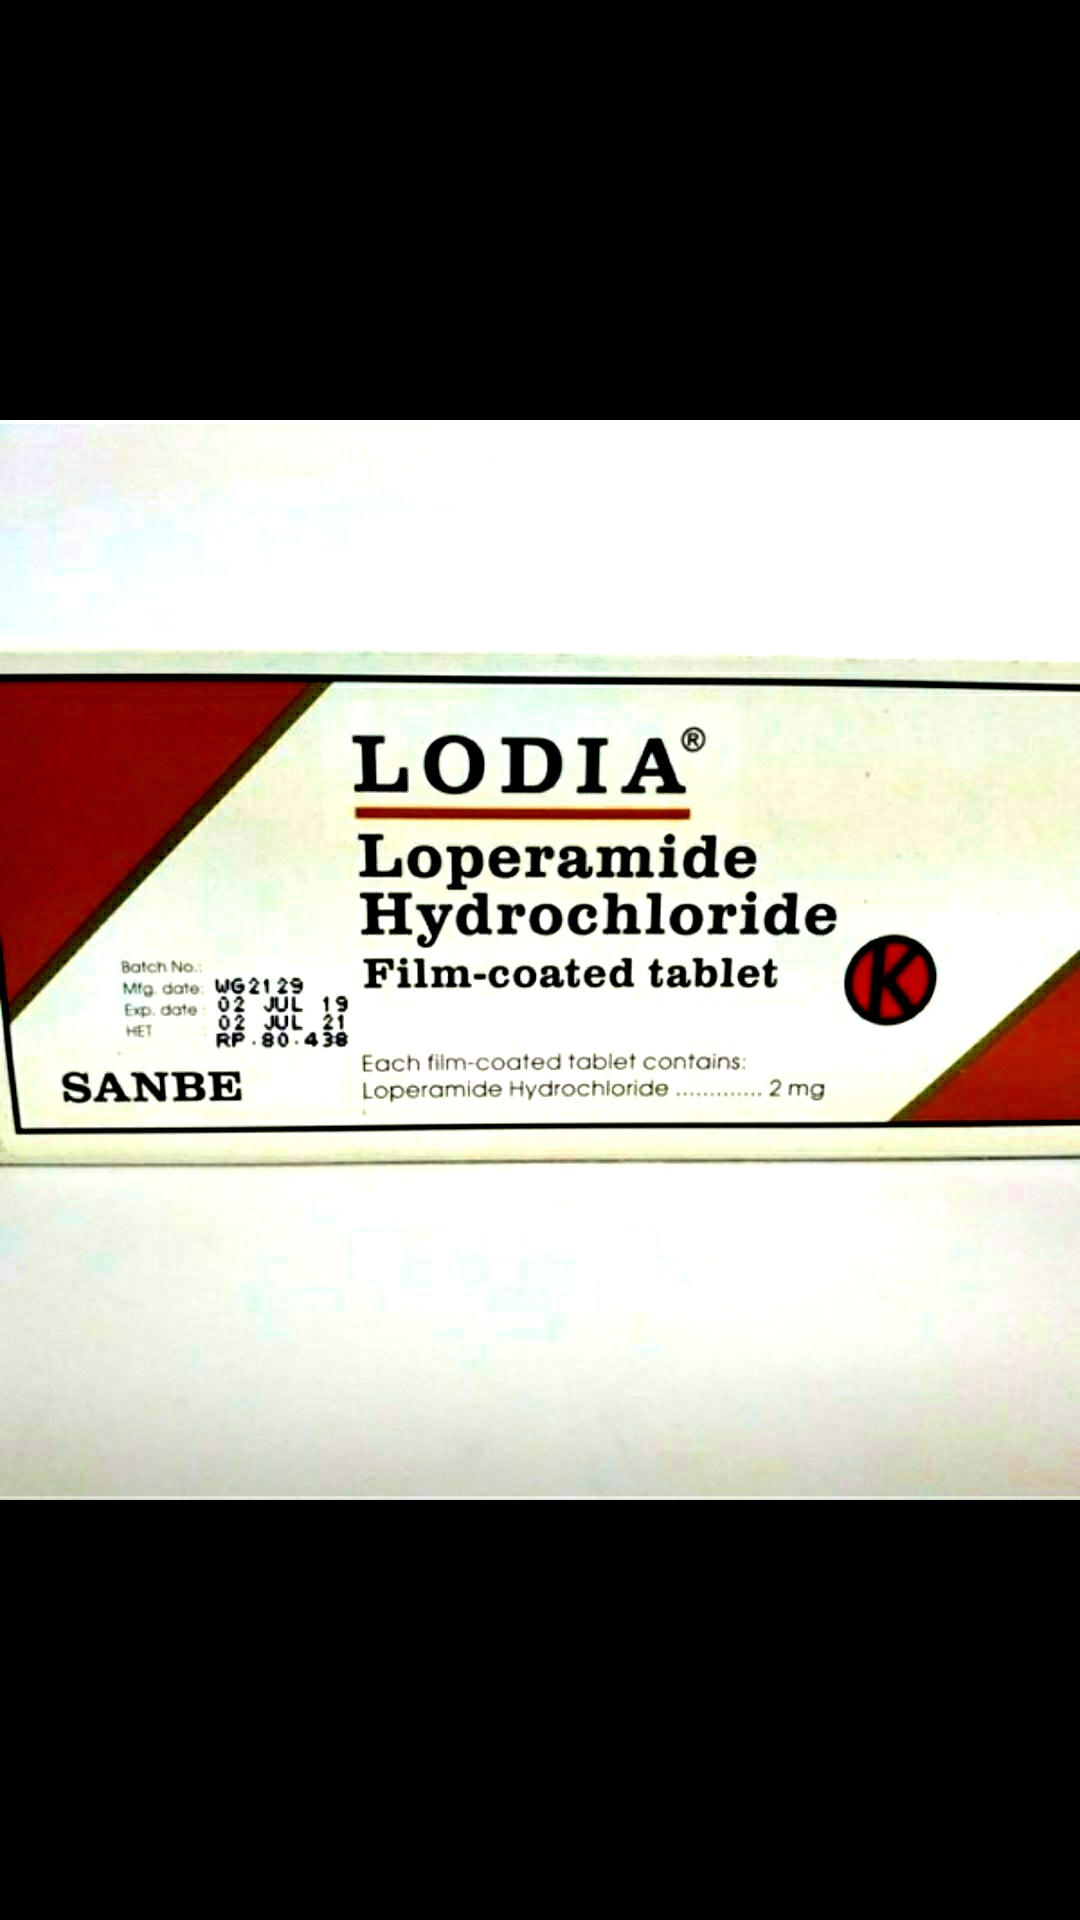 LODIA®
Loperamide
Hydrochloride
Film-coated tablet
K
Batch No.: WG2129
Mfg. date: 02 JUL 19
Exp. date : 02 JUL 21
HET : RP.80.438
SANBE
Each film-coated tablet contains:
Loperamide Hydrochloride ............. 2 mg